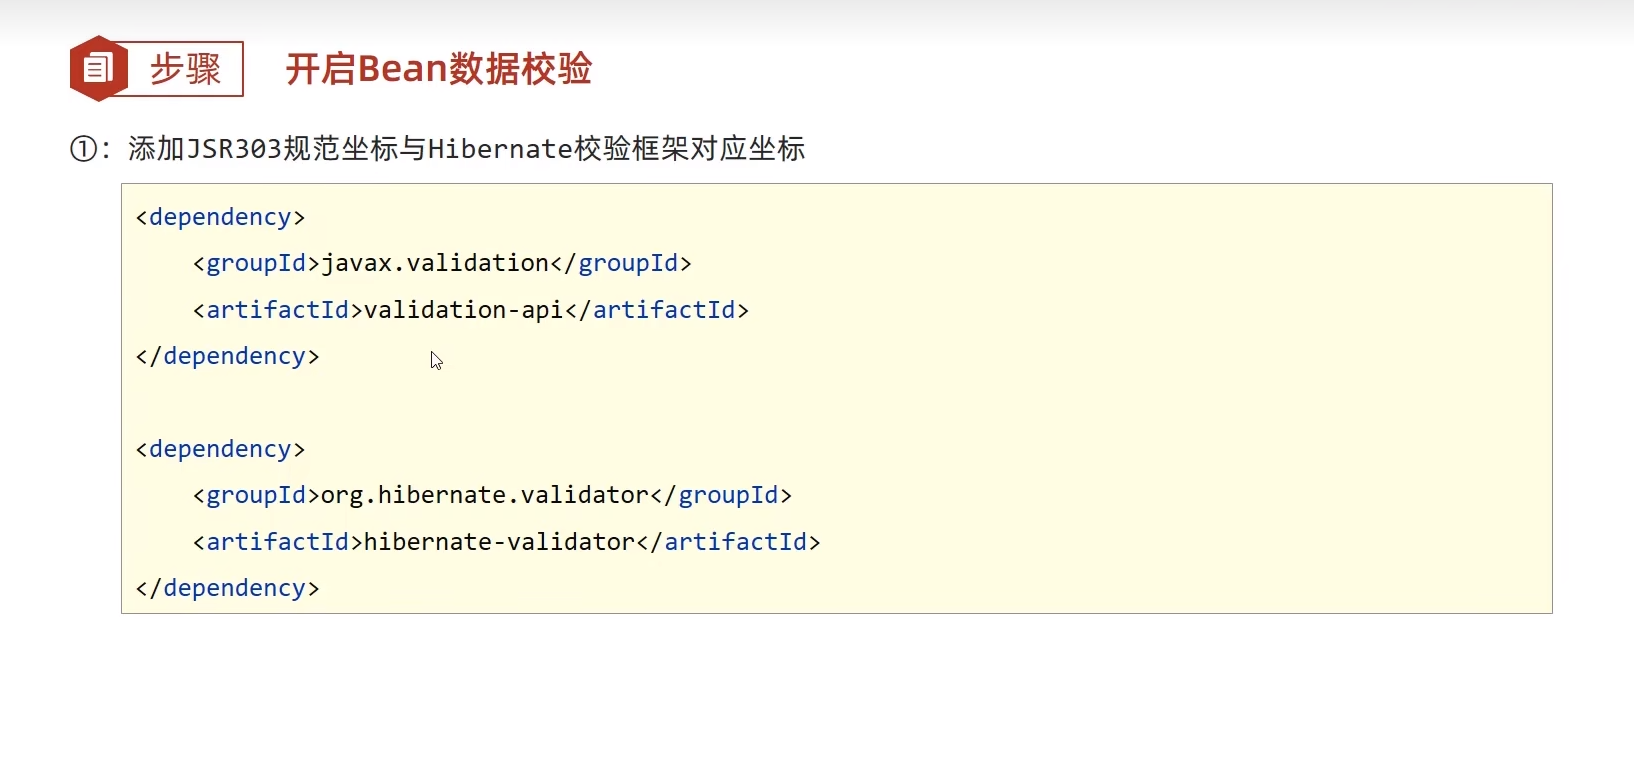 步骤 开启Bean数据校验
①：添加JSR303规范坐标与Hibernate校验框架对应坐标
<dependency>
    <groupId>javax.validation</groupId>
    <artifactId>validation-api</artifactId>
</dependency>
<dependency>
    <groupId>org.hibernate.validator</groupId>
    <artifactId>hibernate-validator</artifactId>
</dependency>